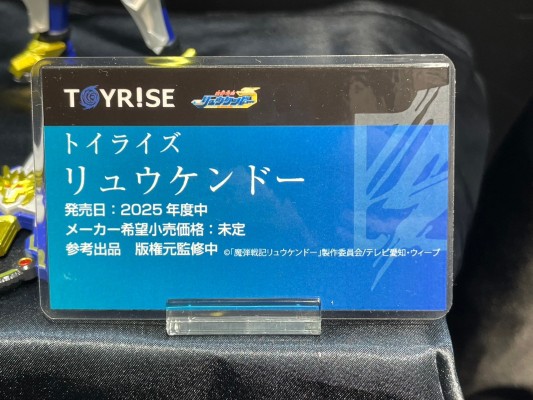 TOYR!SE リュウケンドー
トイライズ
リュウケンドー
発売日：2025年度中
メーカー希望小売価格：未定
参考出品　版権元監修中 ©「魔弾戦記リュウケンドー」製作委員会/テレビ愛知・ウィーブ